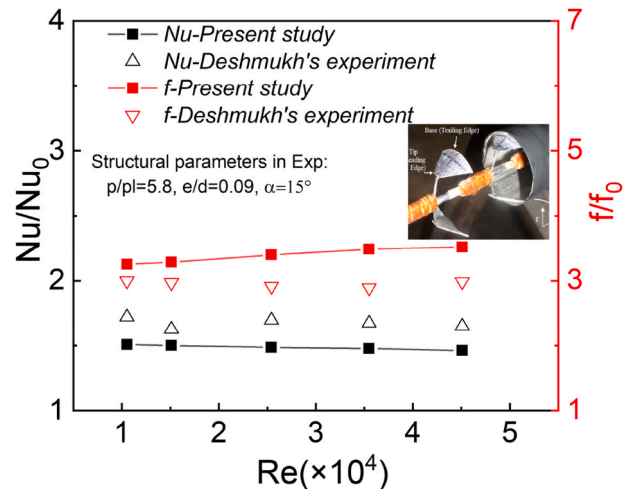 Nu-Present study
Nu-Deshmukh's experiment
f-Present study
f-Deshmukh's experiment
Structural parameters in Exp:
p/pl=5.8, e/d=0.09, α=15°
Base (Trailing Edge)
Tip
Edge)
r
Nu/Nu₀
4
3
2
1
f/f₀
7
5
3
1
1 2 3 4 5
Re(×10⁴)